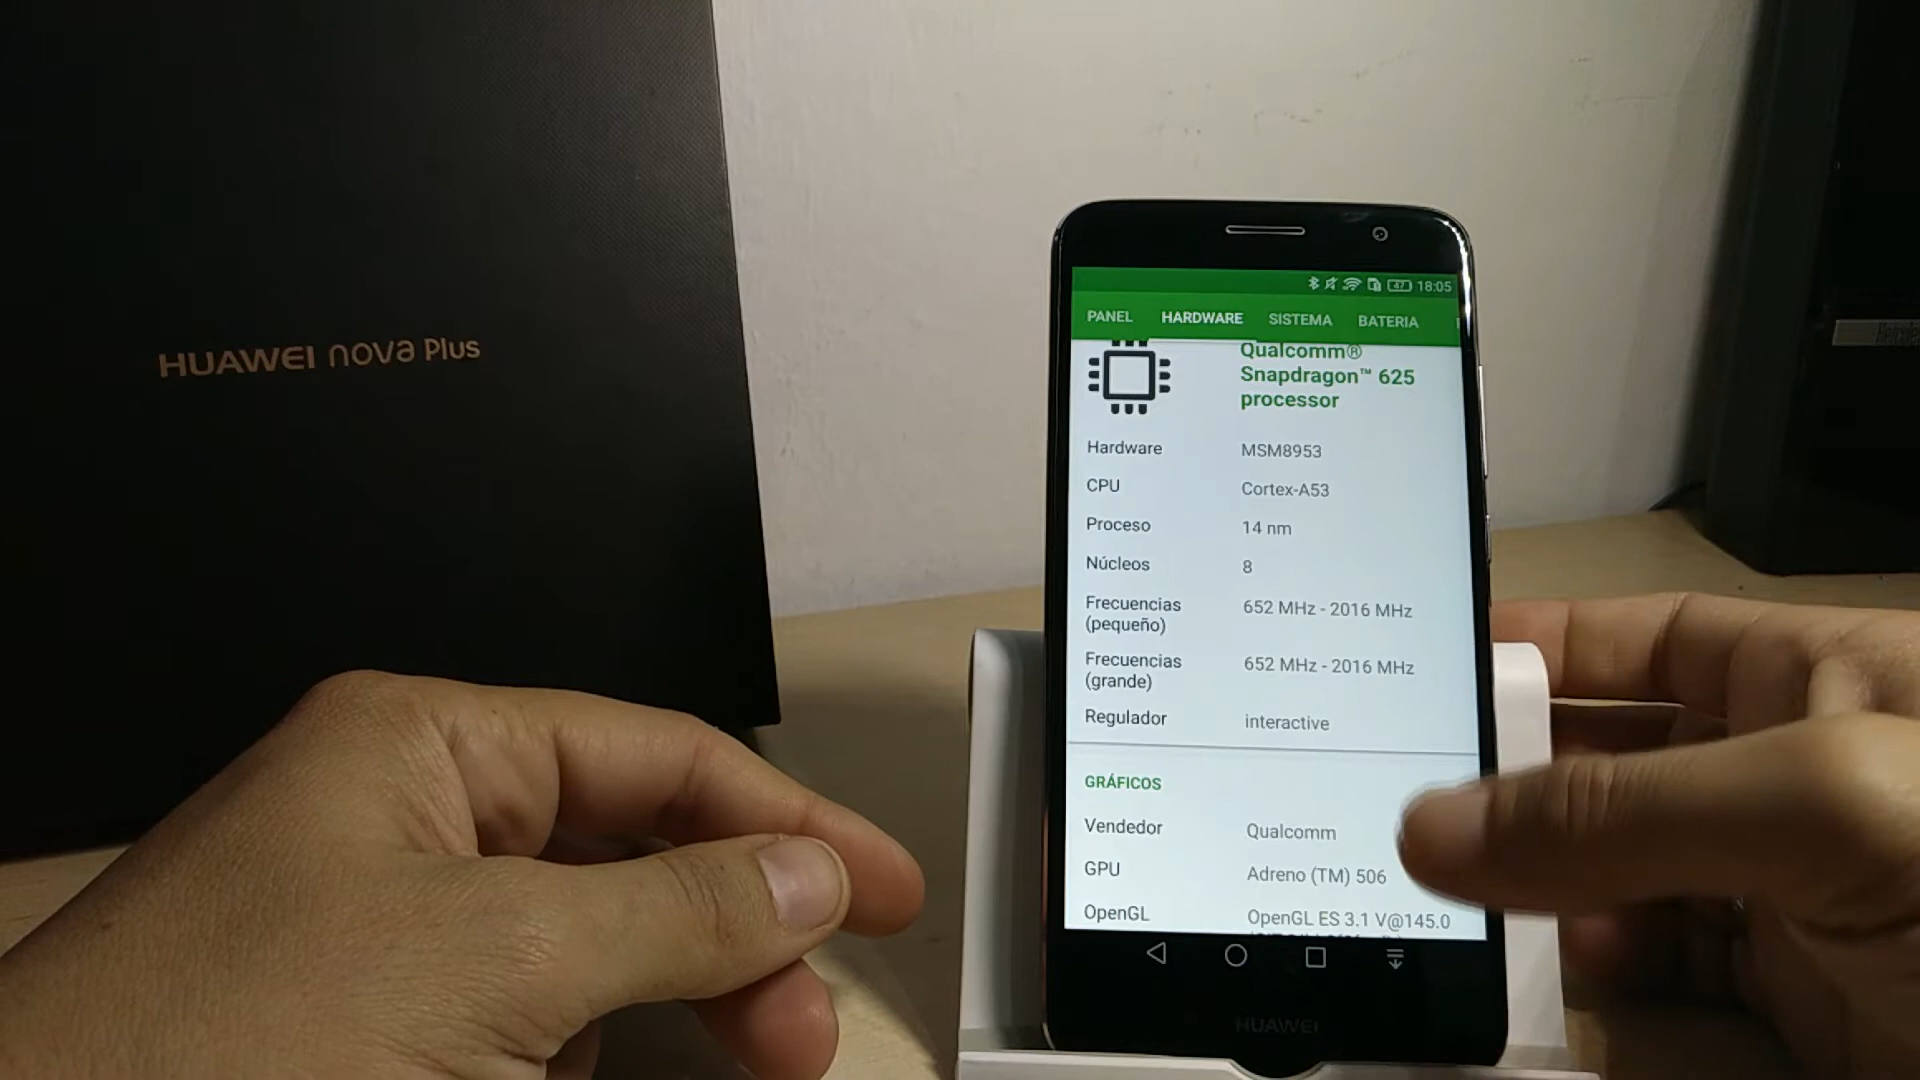 HUAWEI nova Plus
47 18:05
PANEL HARDWARE SISTEMA BATERIA
Qualcomm®
Snapdragon™ 625
processor
Hardware MSM8953
CPU Cortex-A53
Proceso 14 nm
Núcleos 8
Frecuencias 652 MHz - 2016 MHz
(pequeño)
Frecuencias 652 MHz - 2016 MHz
(grande)
Regulador interactive
GRÁFICOS
Vendedor Qualcomm
GPU Adreno (TM) 506
OpenGL OpenGL ES 3.1 V@145.0
HUAWEI